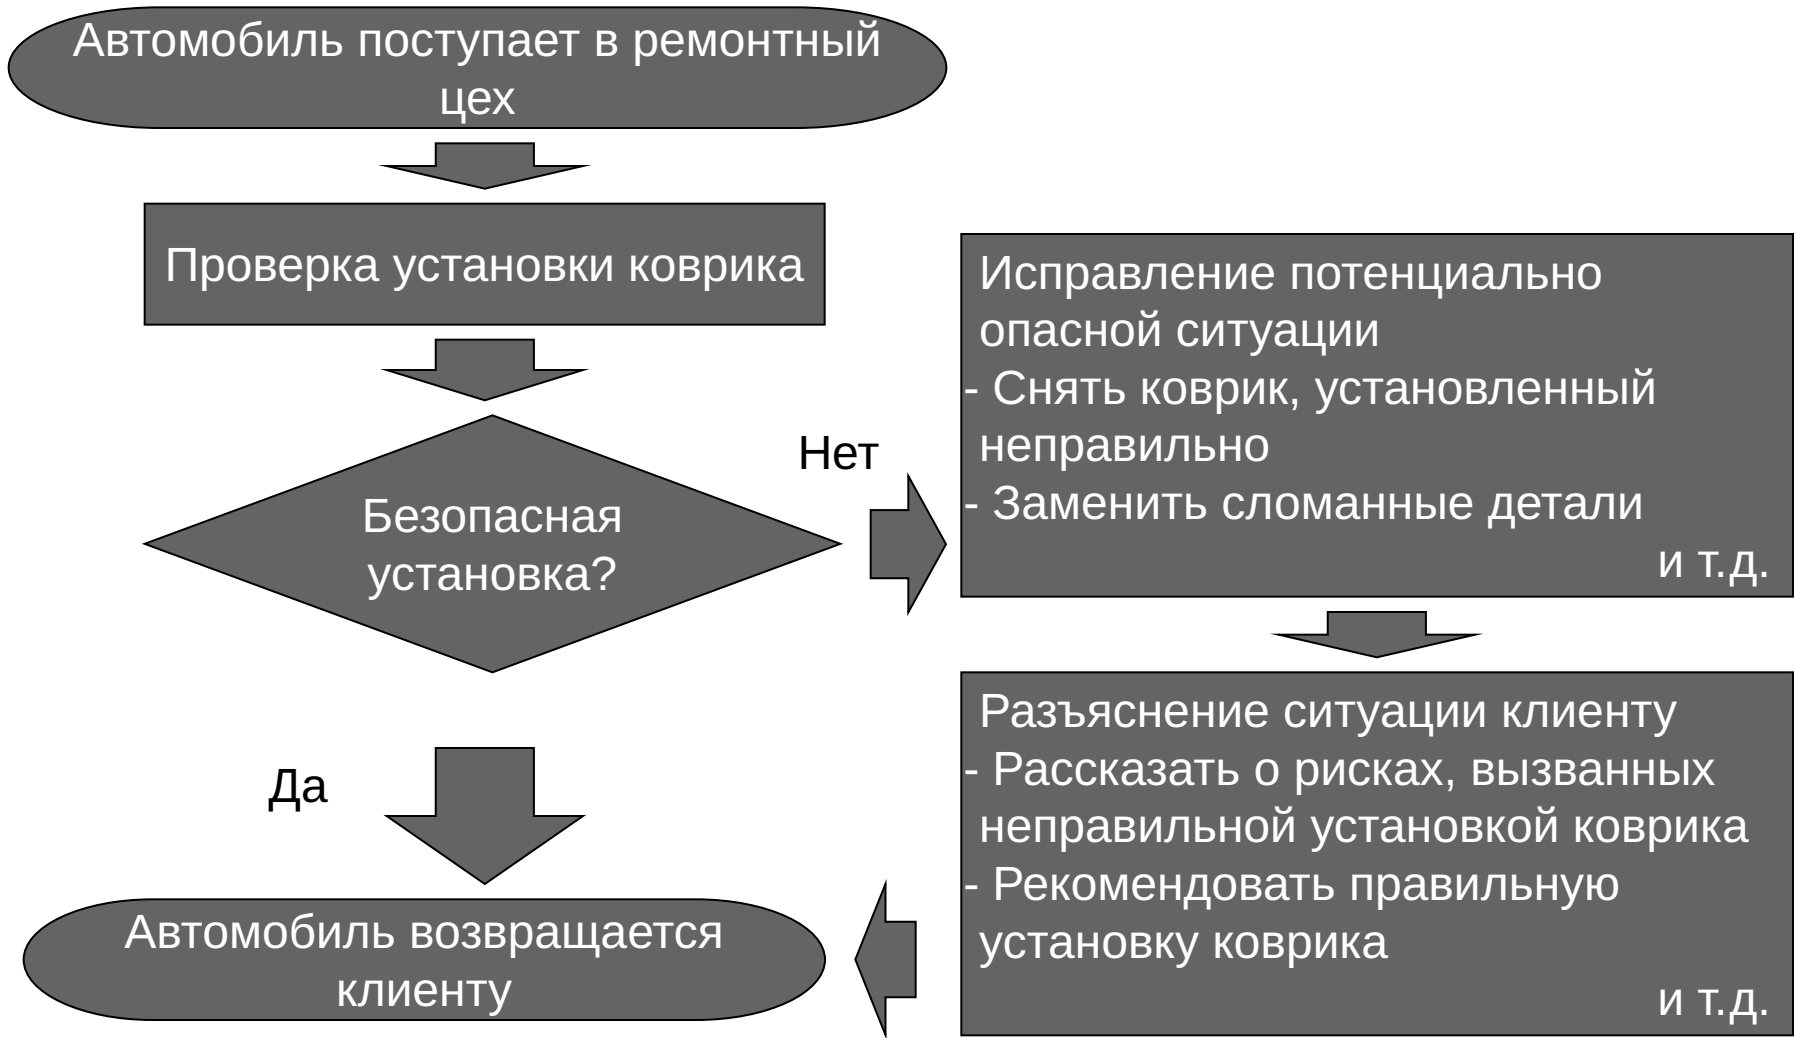 Автомобиль поступает в ремонтный
цех
Проверка установки коврика
Безопасная
установка?
Нет
Исправление потенциально
опасной ситуации
- Снять коврик, установленный
неправильно
- Заменить сломанные детали
и т.д.
Разъяснение ситуации клиенту
- Рассказать о рисках, вызванных
неправильной установкой коврика
- Рекомендовать правильную
установку коврика
и т.д.
Да
Автомобиль возвращается
клиенту